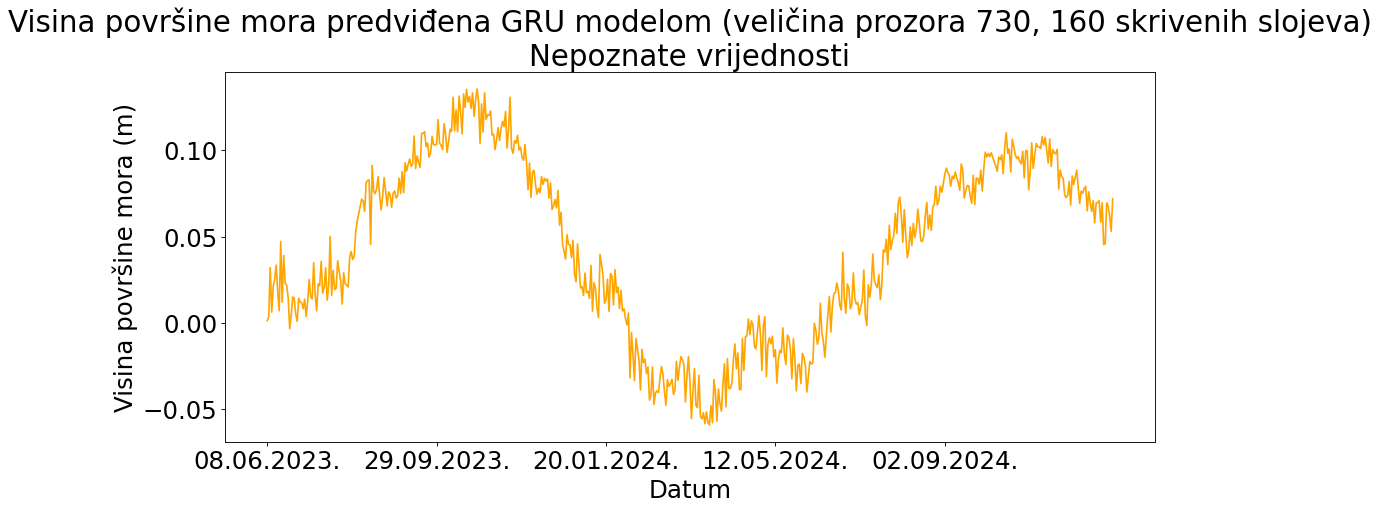 Visina površine mora predviđena GRU modelom (veličina prozora 730, 160 skrivenih slojeva)
Nepoznate vrijednosti
Visina površine mora (m)
0.10
0.05
0.00
−0.05
08.06.2023. 29.09.2023. 20.01.2024. 12.05.2024. 02.09.2024.
Datum